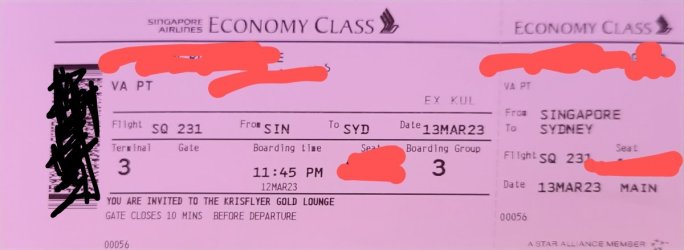 SINGAPORE AIRLINES ECONOMY CLASS
VA PT
EX KUL
Flight SQ 231 From SIN To SYD Date 13MAR23
Terminal Gate Boarding time Seat Boarding Group
3 11:45 PM 3
12MAR23
YOU ARE INVITED TO THE KRISFLYER GOLD LOUNGE
GATE CLOSES 10 MINS BEFORE DEPARTURE
00056
ECONOMY CLASS
VA PT
From SINGAPORE
To SYDNEY
Flight SQ 231 Seat
Date 13MAR23 MAIN
00056
A STAR ALLIANCE MEMBER